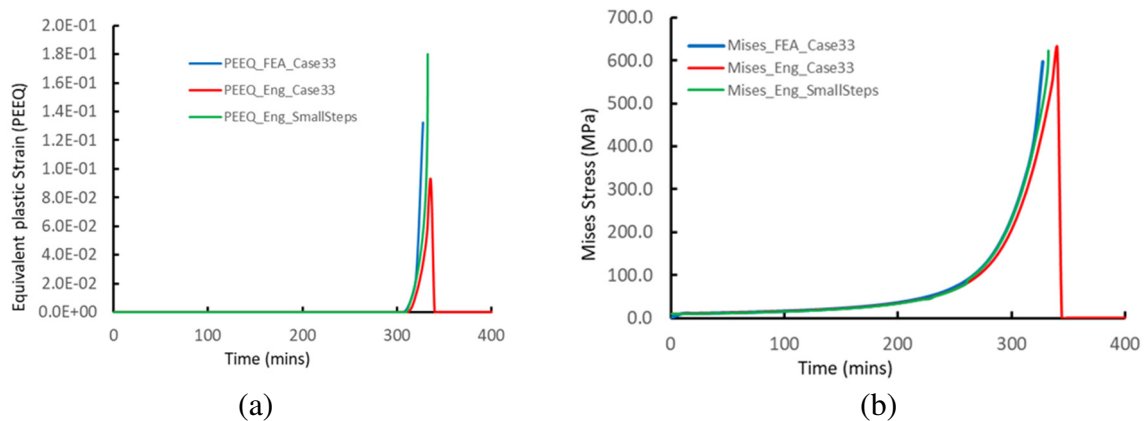 2.0E-01
1.8E-01
1.6E-01
1.4E-01
1.2E-01
1.0E-01
8.0E-02
6.0E-02
4.0E-02
2.0E-02
0.0E+00
Equivalent plastic Strain (PEEQ)
PEEQ_FEA_Case33
PEEQ_Eng_Case33
PEEQ_Eng_SmallSteps
0 100 200 300 400
Time (mins)
(a)
700.0
600.0
500.0
400.0
300.0
200.0
100.0
0.0
Mises Stress (MPa)
Mises_FEA_Case33
Mises_Eng_Case33
Mises_Eng_SmallSteps
0 100 200 300 400
Time (mins)
(b)